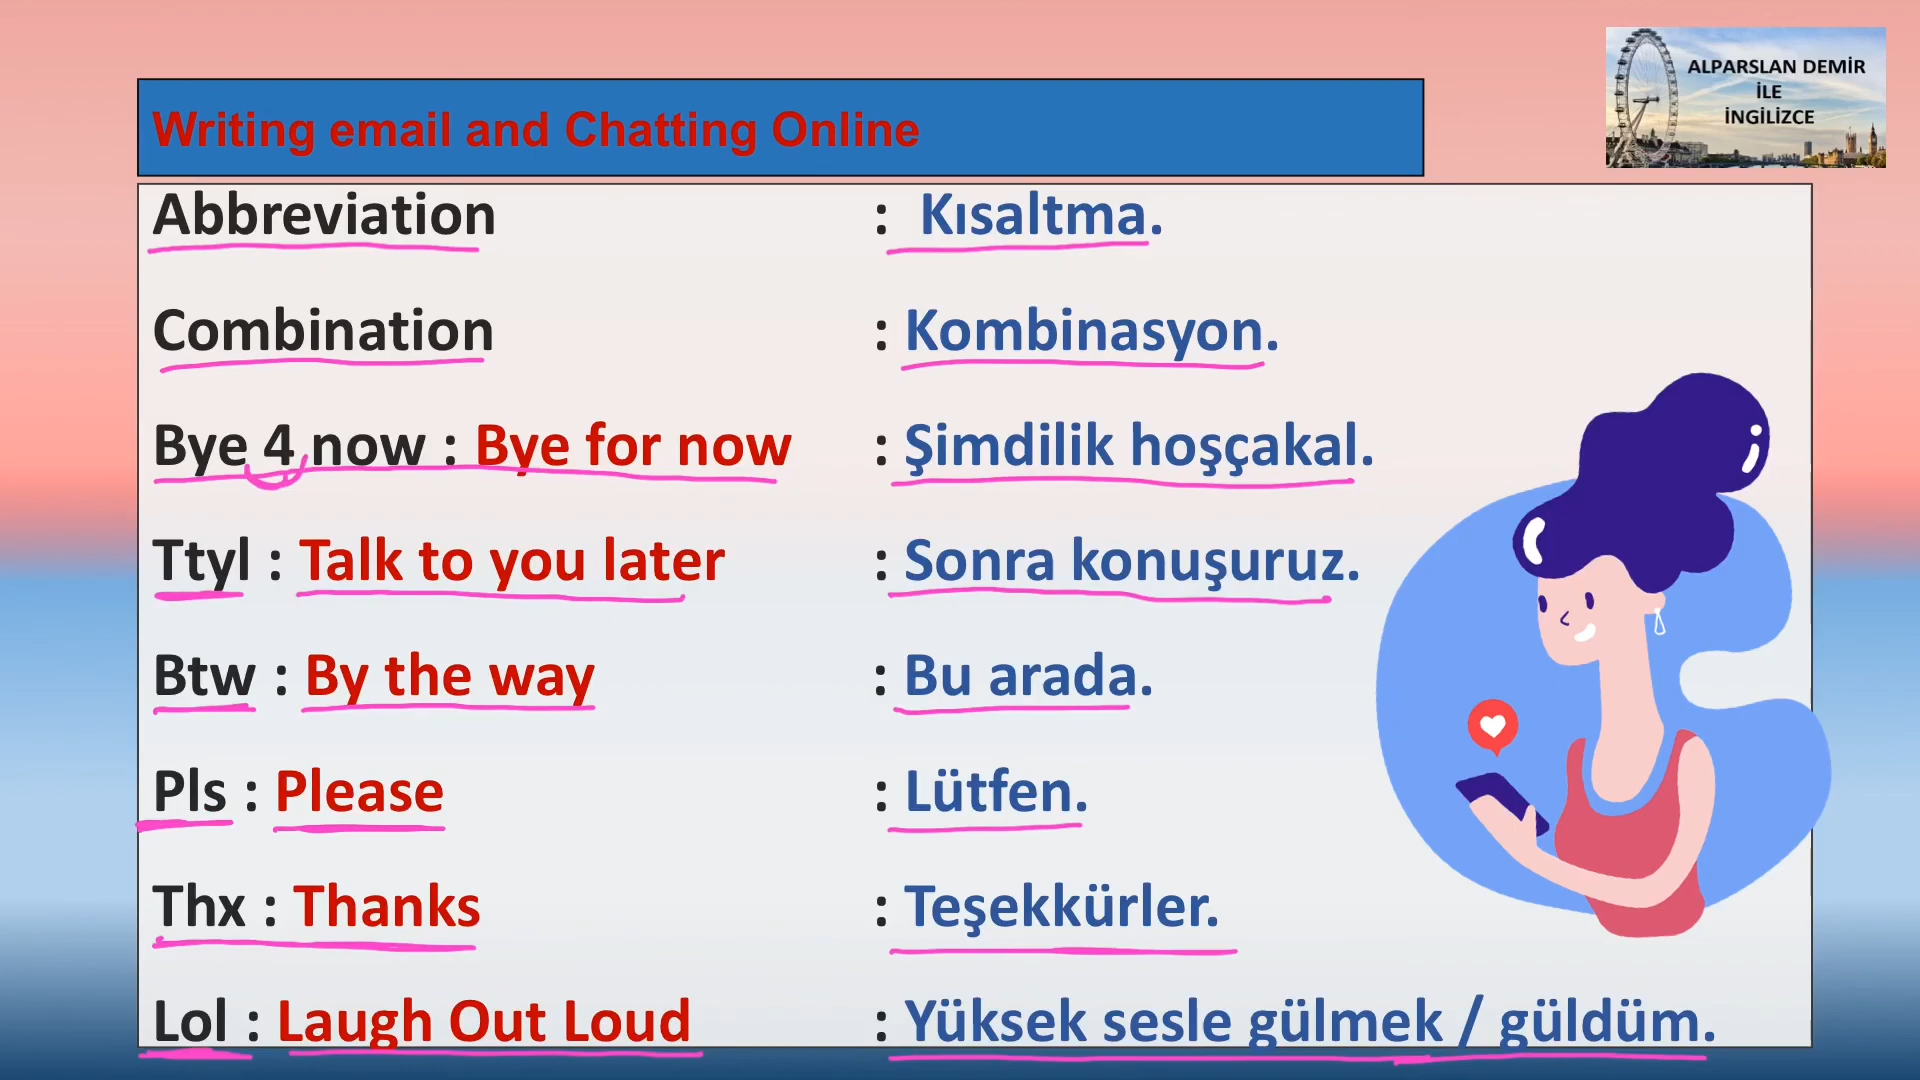 ALPARSLAN DEMİR
İLE
İNGİLİZCE
Writing email and Chatting Online
Abbreviation : Kısaltma.
Combination : Kombinasyon.
Bye 4 now : Bye for now : Şimdilik hoşçakal.
Ttyl : Talk to you later : Sonra konuşuruz.
Btw : By the way : Bu arada.
Pls : Please : Lütfen.
Thx : Thanks : Teşekkürler.
Lol : Laugh Out Loud : Yüksek sesle gülmek / güldüm.